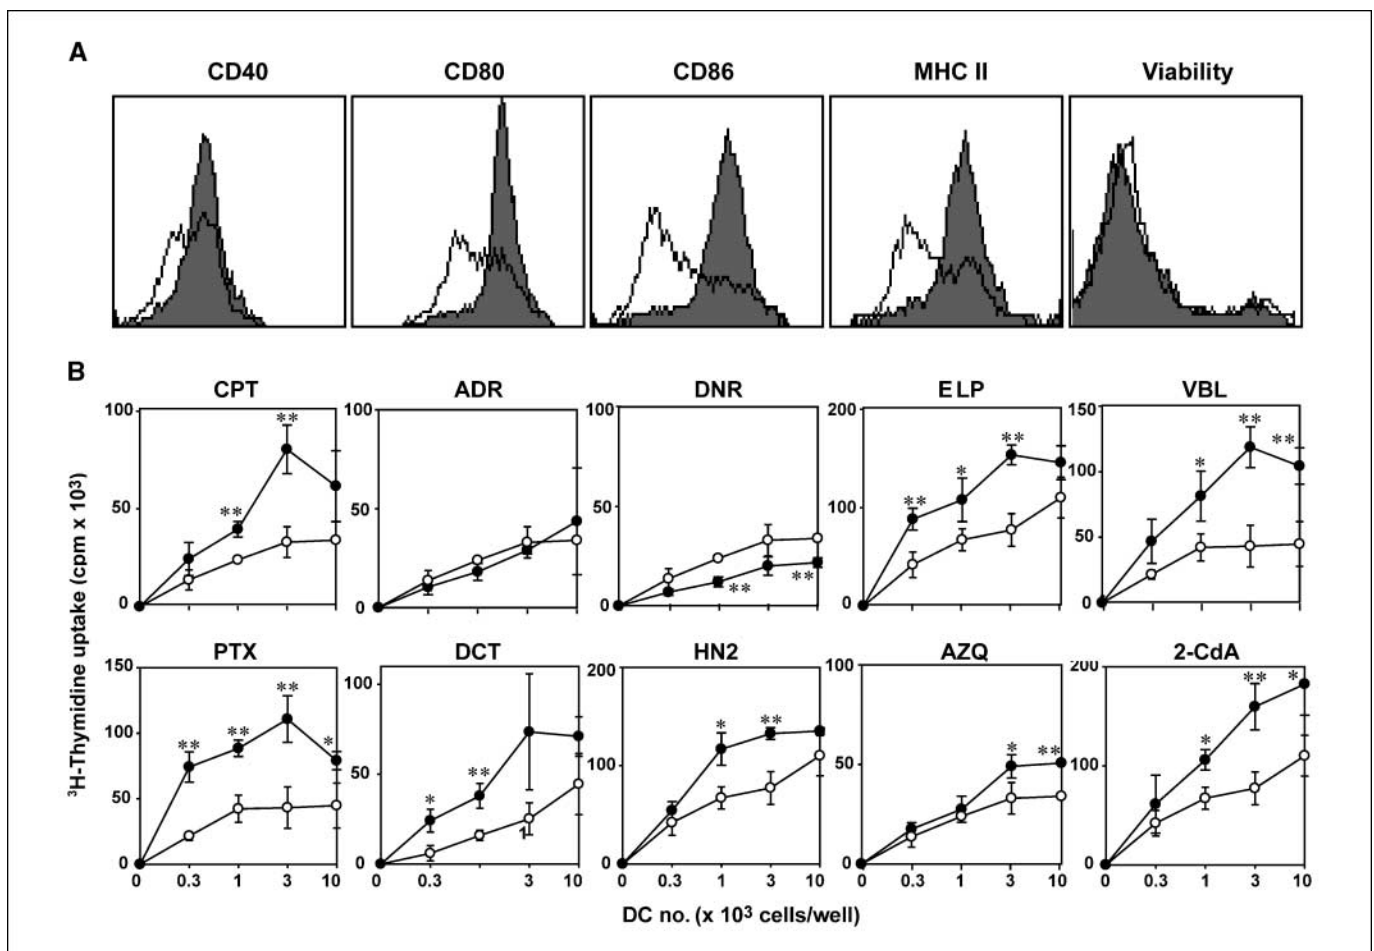 A
CD40 CD80 CD86 MHC II Viability
B
CPT ADR DNR ELP VBL
100 100 100 200 150
** ** ** ** ** * ** * ** **
100
50 50 50 100 50
0 0 0 0 0
³H-Thymidine uptake (cpm x 10³)
PTX DCT HN2 AZQ 2-CdA
150 100 200 100 200
** ** ** * * ** * ** * ** * ** *
100
50 50 100 50 100
1
0 0 0 0 0
0 0.3 1 3 10 0 0.3 1 3 10 0 0.3 1 3 10 0 0.3 1 3 10 0 0.3 1 3 10
DC no. (x 10³ cells/well)